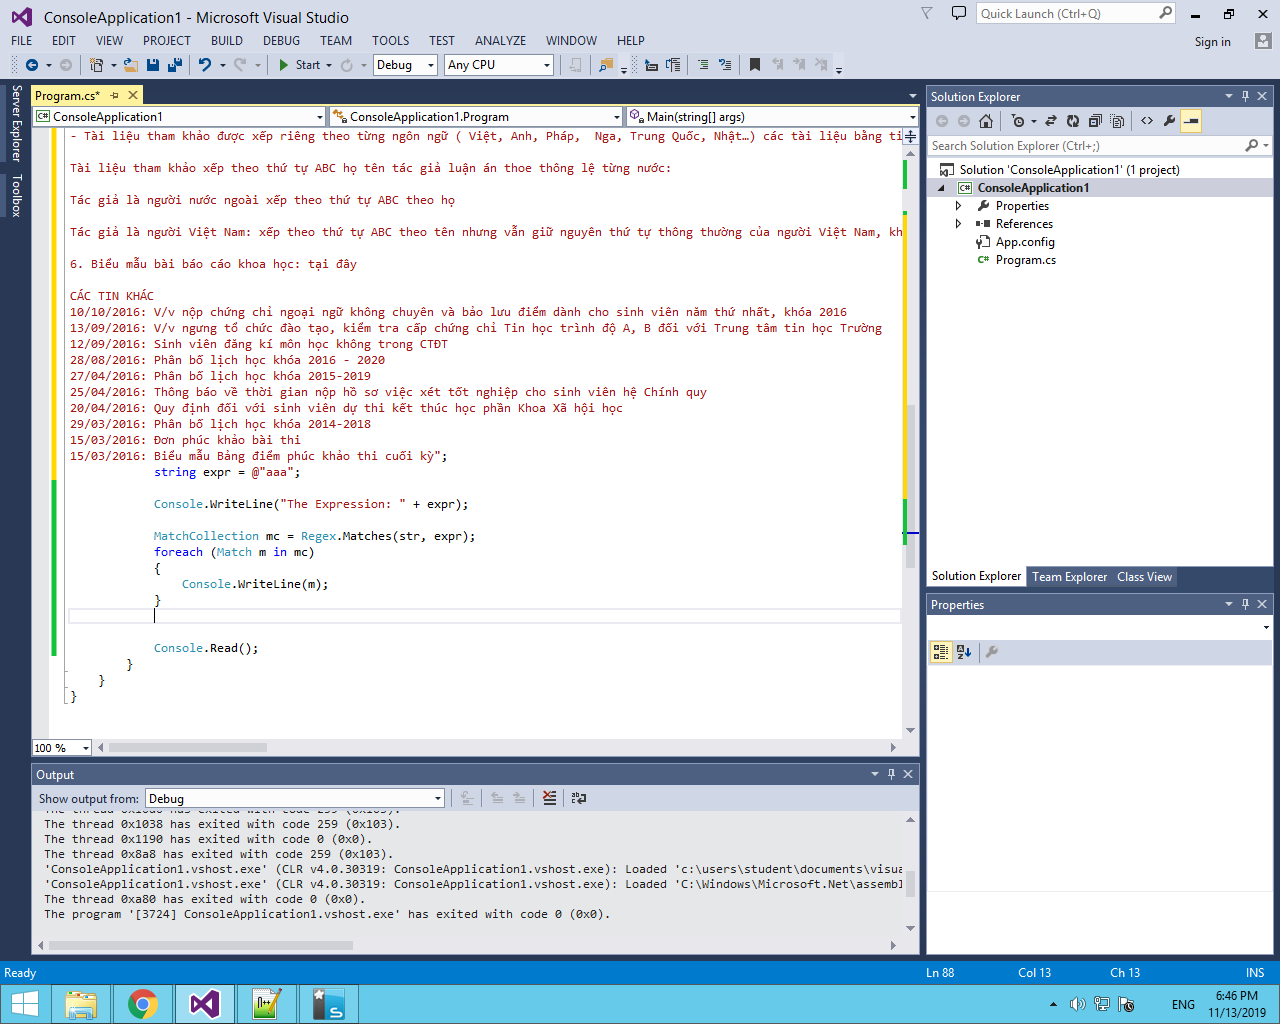 ConsoleApplication1 - Microsoft Visual Studio
Quick Launch (Ctrl+Q)
FILE EDIT VIEW PROJECT BUILD DEBUG TEAM TOOLS TEST ANALYZE WINDOW HELP
Sign in
Start Debug Any CPU
Server Explorer
Toolbox
Program.cs*
ConsoleApplication1 ConsoleApplication1.Program Main(string[] args)
- Tài liệu tham khảo được xếp riêng theo từng ngôn ngữ ( Việt, Anh, Pháp,  Nga, Trung Quốc, Nhật…) các tài liệu bằng ti
Tài liệu tham khảo xếp theo thứ tự ABC họ tên tác giả luận án thoe thông lệ từng nước:
Tác giả là người nước ngoài xếp theo thứ tự ABC theo họ
Tác giả là người Việt Nam: xếp theo thứ tự ABC theo tên nhưng vẫn giữ nguyên thứ tự thông thường của người Việt Nam, kh
6. Biểu mẫu bài báo cáo khoa học: tại đây
CÁC TIN KHÁC
10/10/2016: V/v nộp chứng chỉ ngoại ngữ không chuyên và bảo lưu điểm dành cho sinh viên năm thứ nhất, khóa 2016
13/09/2016: V/v ngưng tổ chức đào tạo, kiểm tra cấp chứng chỉ Tin học trình độ A, B đối với Trung tâm tin học Trường
12/09/2016: Sinh viên đăng kí môn học không trong CTĐT
28/08/2016: Phân bố lịch học khóa 2016 - 2020
27/04/2016: Phân bố lịch học khóa 2015-2019
25/04/2016: Thông báo về thời gian nộp hồ sơ việc xét tốt nghiệp cho sinh viên hệ Chính quy
20/04/2016: Quy định đối với sinh viên dự thi kết thúc học phần Khoa Xã hội học
29/03/2016: Phân bố lịch học khóa 2014-2018
15/03/2016: Đơn phúc khảo bài thi
15/03/2016: Biểu mẫu Bảng điểm phúc khảo thi cuối kỳ";
string expr = @"aaa";
Console.WriteLine("The Expression: " + expr);
MatchCollection mc = Regex.Matches(str, expr);
foreach (Match m in mc)
{
Console.WriteLine(m);
}
Console.Read();
}
}
}
100 %
Output
Show output from: Debug
The thread 0x1038 has exited with code 259 (0x103).
The thread 0x1190 has exited with code 0 (0x0).
The thread 0x8a8 has exited with code 259 (0x103).
'ConsoleApplication1.vshost.exe' (CLR v4.0.30319: ConsoleApplication1.vshost.exe): Loaded 'c:\users\student\documents\visua
'ConsoleApplication1.vshost.exe' (CLR v4.0.30319: ConsoleApplication1.vshost.exe): Loaded 'C:\Windows\Microsoft.Net\assembl
The thread 0xa80 has exited with code 0 (0x0).
The program '[3724] ConsoleApplication1.vshost.exe' has exited with code 0 (0x0).
Solution Explorer
Search Solution Explorer (Ctrl+;)
Solution 'ConsoleApplication1' (1 project)
ConsoleApplication1
Properties
References
App.config
Program.cs
Solution Explorer Team Explorer Class View
Properties
Ready Ln 88 Col 13 Ch 13 INS
ENG 6:46 PM
11/13/2019